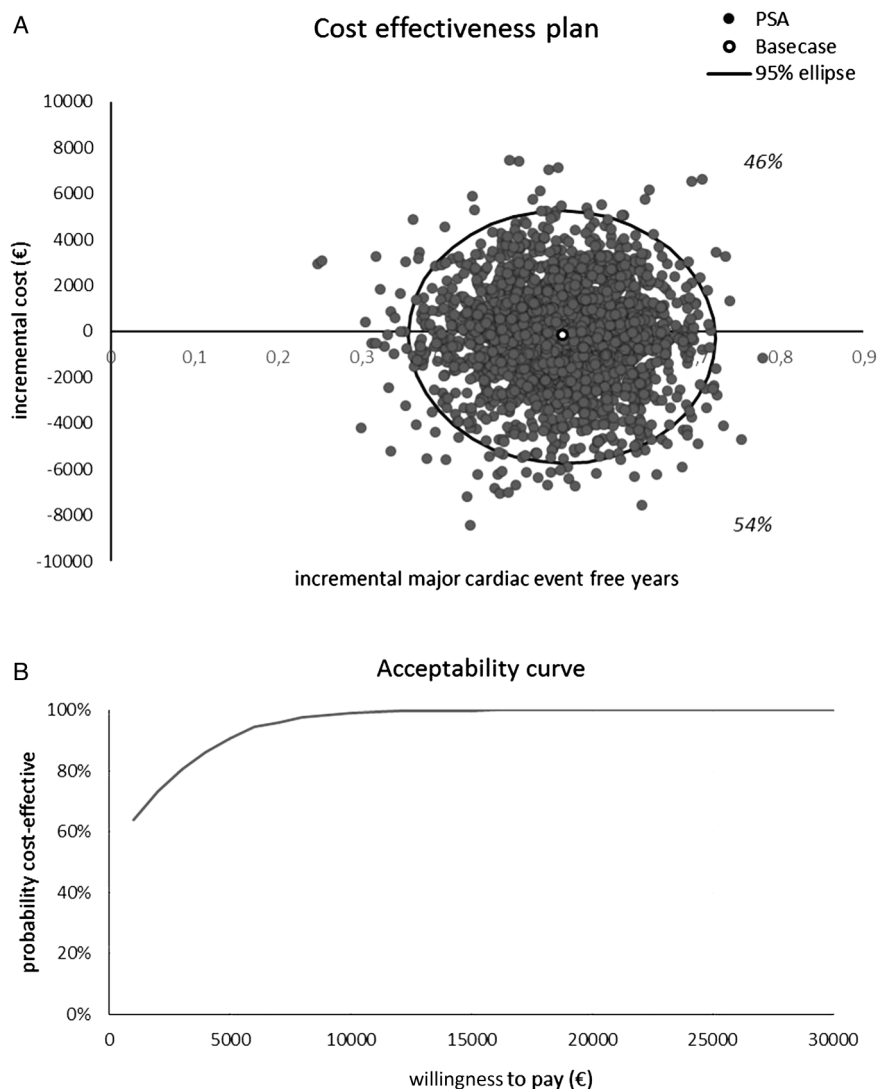 A
Cost effectiveness plan
PSA
Basecase
95% ellipse
10000
8000
6000
4000
2000
0
-2000
-4000
-6000
-8000
-10000
incremental cost (€)
46%
0 0,1 0,2 0,3 ,7 0,8 0,9
54%
incremental major cardiac event free years
B
Acceptability curve
100%
80%
60%
40%
20%
0%
probability cost-effective
0 5000 10000 15000 20000 25000 30000
willingness to pay (€)